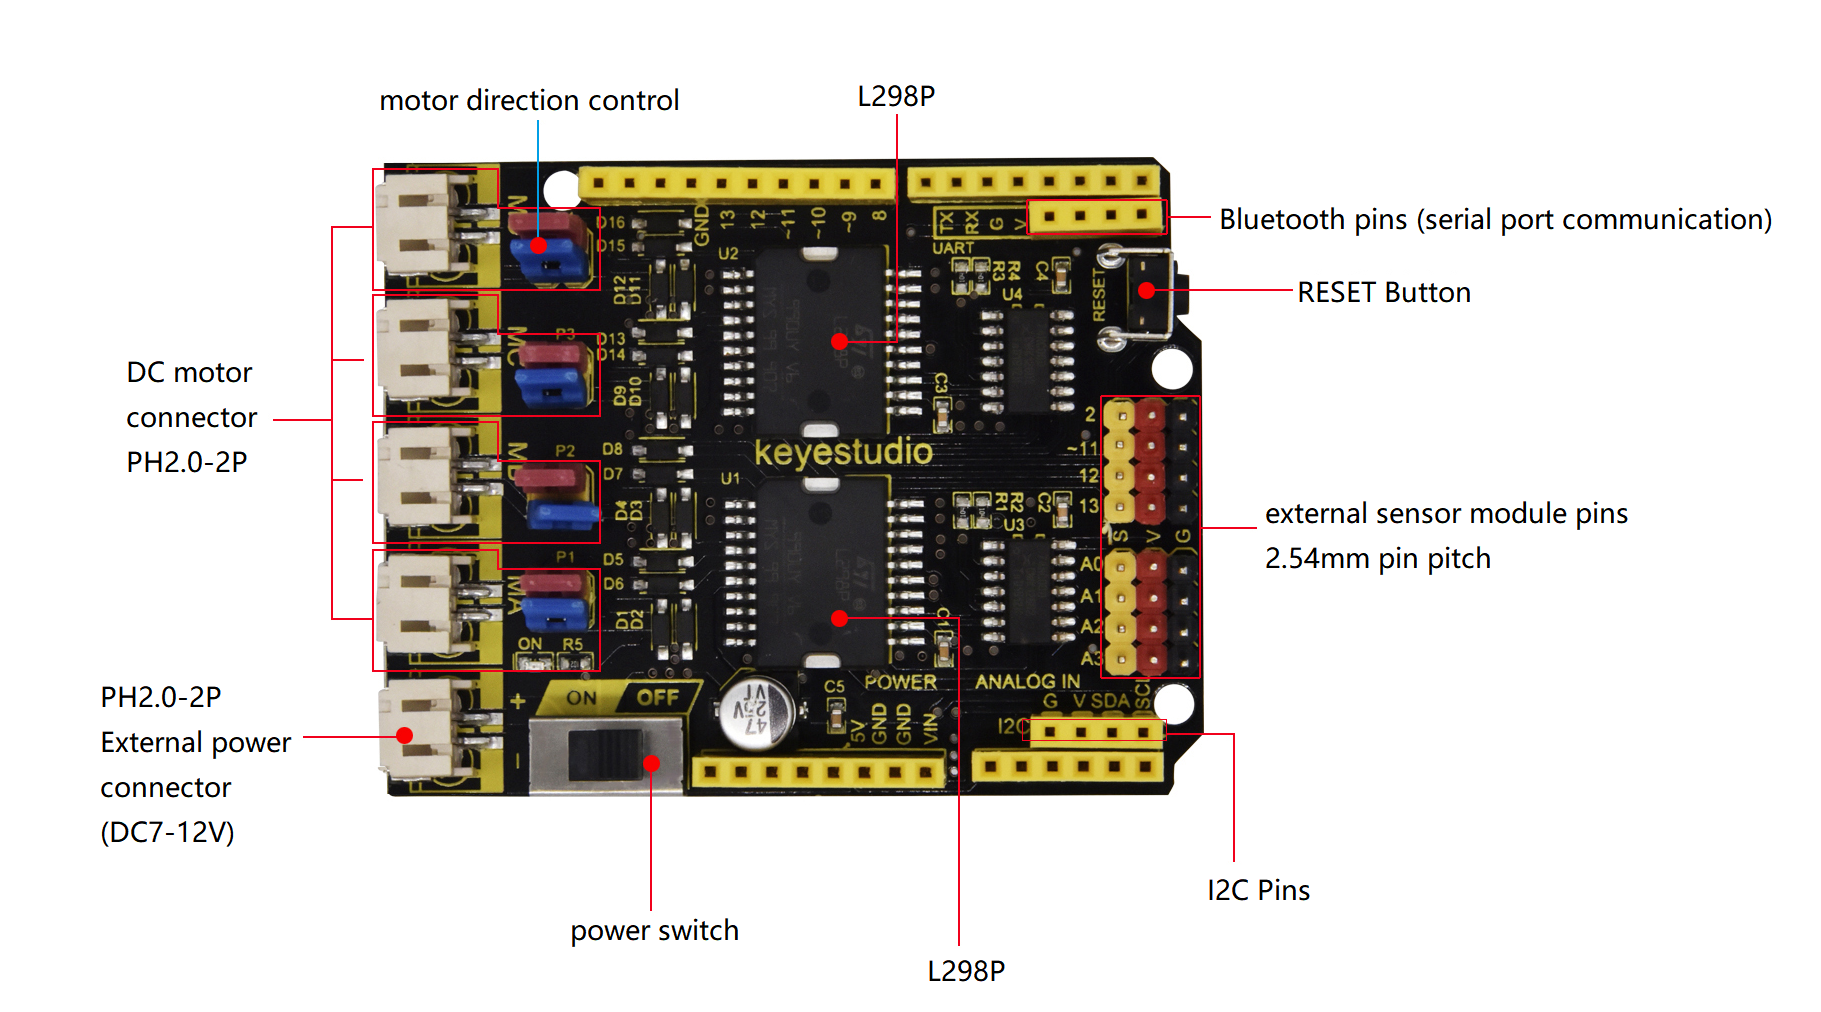 motor direction control
L298P
Bluetooth pins (serial port communication)
RESET Button
DC motor
connector
PH2.0-2P
external sensor module pins
2.54mm pin pitch
PH2.0-2P
External power
connector
(DC7-12V)
power switch
L298P
I2C Pins
GND 13 12 ~11 ~10 ~9 8
TX RX G V
UART
RESET
D16
D15
U2
D12
D11
R3
R4
C4
U4
MC
P3
D13
D14
D9
D10
C3
keyestudio
P2
D8
D7
U1
D4
D3
R1
R2
C2
U3
2
~11
12
13
S V G
A0
A1
A2
A3
P1
MA
D5
D6
D1
D2
C1
ON R5
ON OFF
+
-
47
25V
VT
C5
POWER
5V GND GND VIN
ANALOG IN
G V SDA SCL
I2C